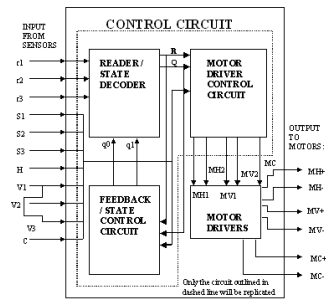 CONTROL CIRCUIT
INPUT
FROM
SENSORS
r1
r2
r3
S1
S2
S3
H
V1
V2
V3
C
READER /
STATE
DECODER
R
Q
MOTOR
DRIVER
CONTROL
CIRCUIT
q0
q1
FEEDBACK
/ STATE
CONTROL
CIRCUIT
MH1
MH2
MV1
MV2
MC
MOTOR
DRIVERS
OUTPUT
TO
MOTORS :
MH+
MH-
MV+
MV-
MC+
MC-
Only the circuit outlined in
dashed line will be replicated